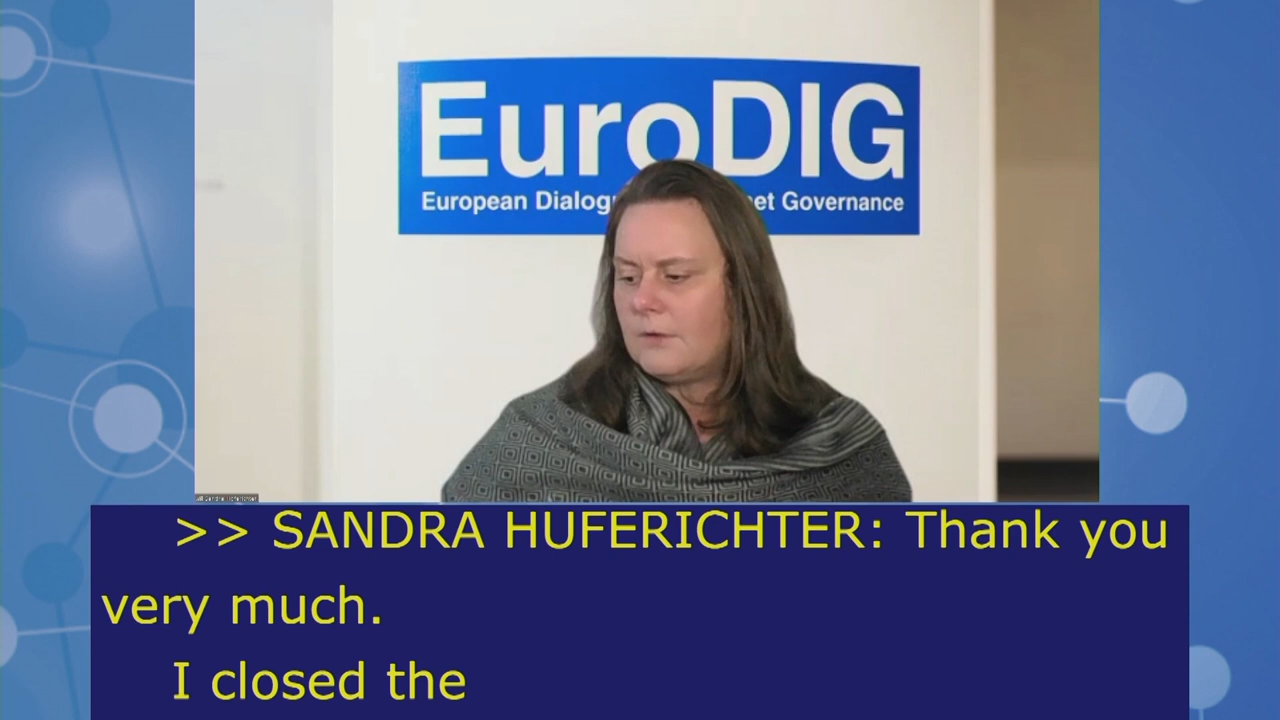 EuroDIG
European Dialog et Governance
>> SANDRA HUFERICHTER: Thank you
very much.
I closed the